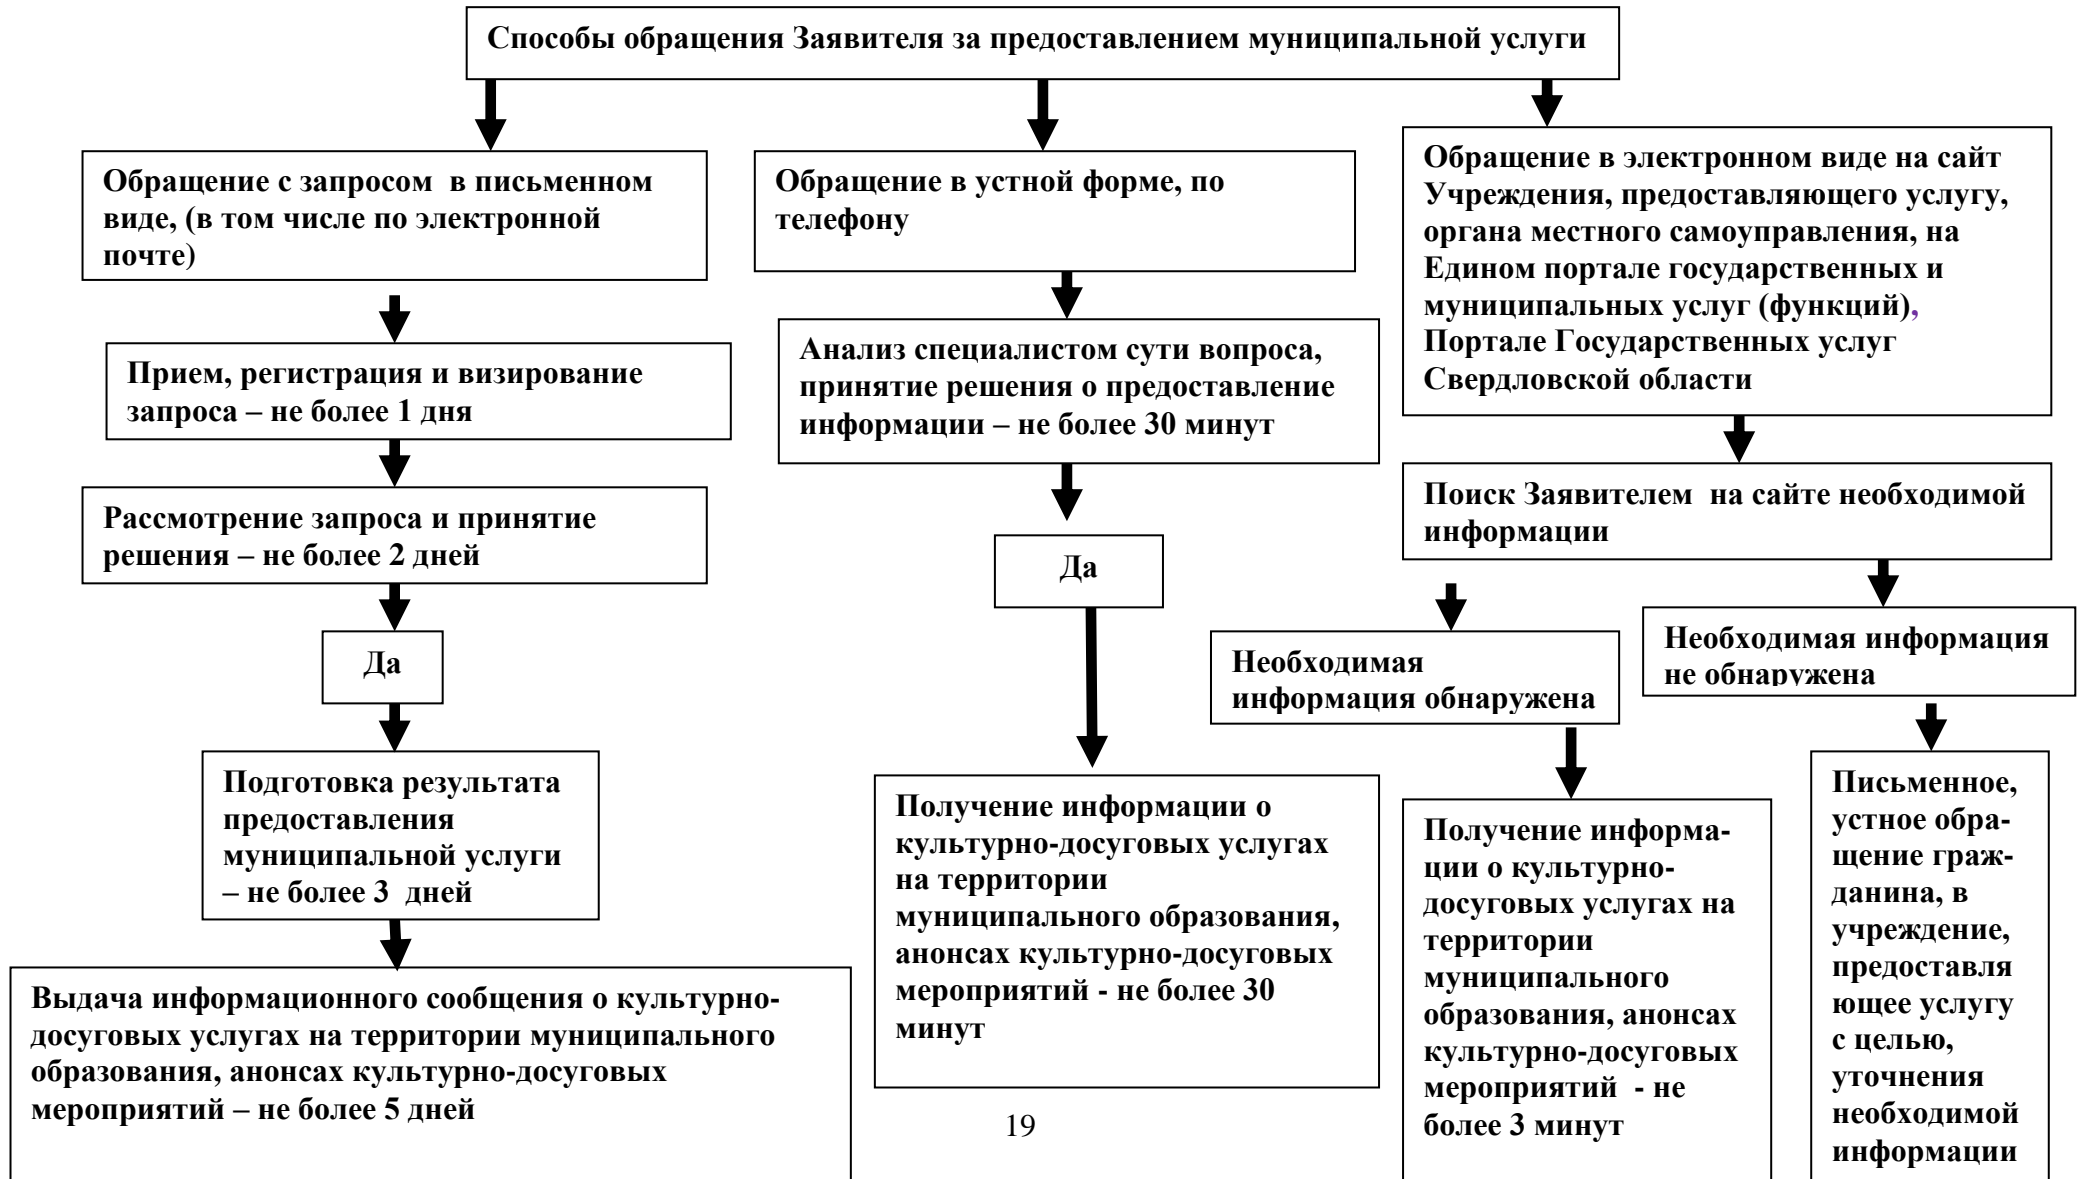 Способы обращения Заявителя за предоставлением муниципальной услуги
Обращение с запросом в письменном
виде, (в том числе по электронной
почте)
Прием, регистрация и визирование
запроса – не более 1 дня
Рассмотрение запроса и принятие
решения – не более 2 дней
Да
Подготовка результата
предоставления
муниципальной услуги
– не более 3 дней
Выдача информационного сообщения о культурно-
досуговых услугах на территории муниципального
образования, анонсах культурно-досуговых
мероприятий – не более 5 дней
Обращение в устной форме, по
телефону
Анализ специалистом сути вопроса,
принятие решения о предоставление
информации – не более 30 минут
Да
Получение информации о
культурно-досуговых услугах
на территории
муниципального образования,
анонсах культурно-досуговых
мероприятий - не более 30
минут
Обращение в электронном виде на сайт
Учреждения, предоставляющего услугу,
органа местного самоуправления, на
Едином портале государственных и
муниципальных услуг (функций),
Портале Государственных услуг
Свердловской области
Поиск Заявителем на сайте необходимой
информации
Необходимая
информация обнаружена
Получение информа-
ции о культурно-
досуговых услугах на
территории
муниципального
образования, анонсах
культурно-досуговых
мероприятий - не
более 3 минут
Необходимая информация
не обнаружена
Письменное,
устное обра-
щение граж-
данина, в
учреждение,
предоставля
ющее услугу
с целью,
уточнения
необходимой
информации
19